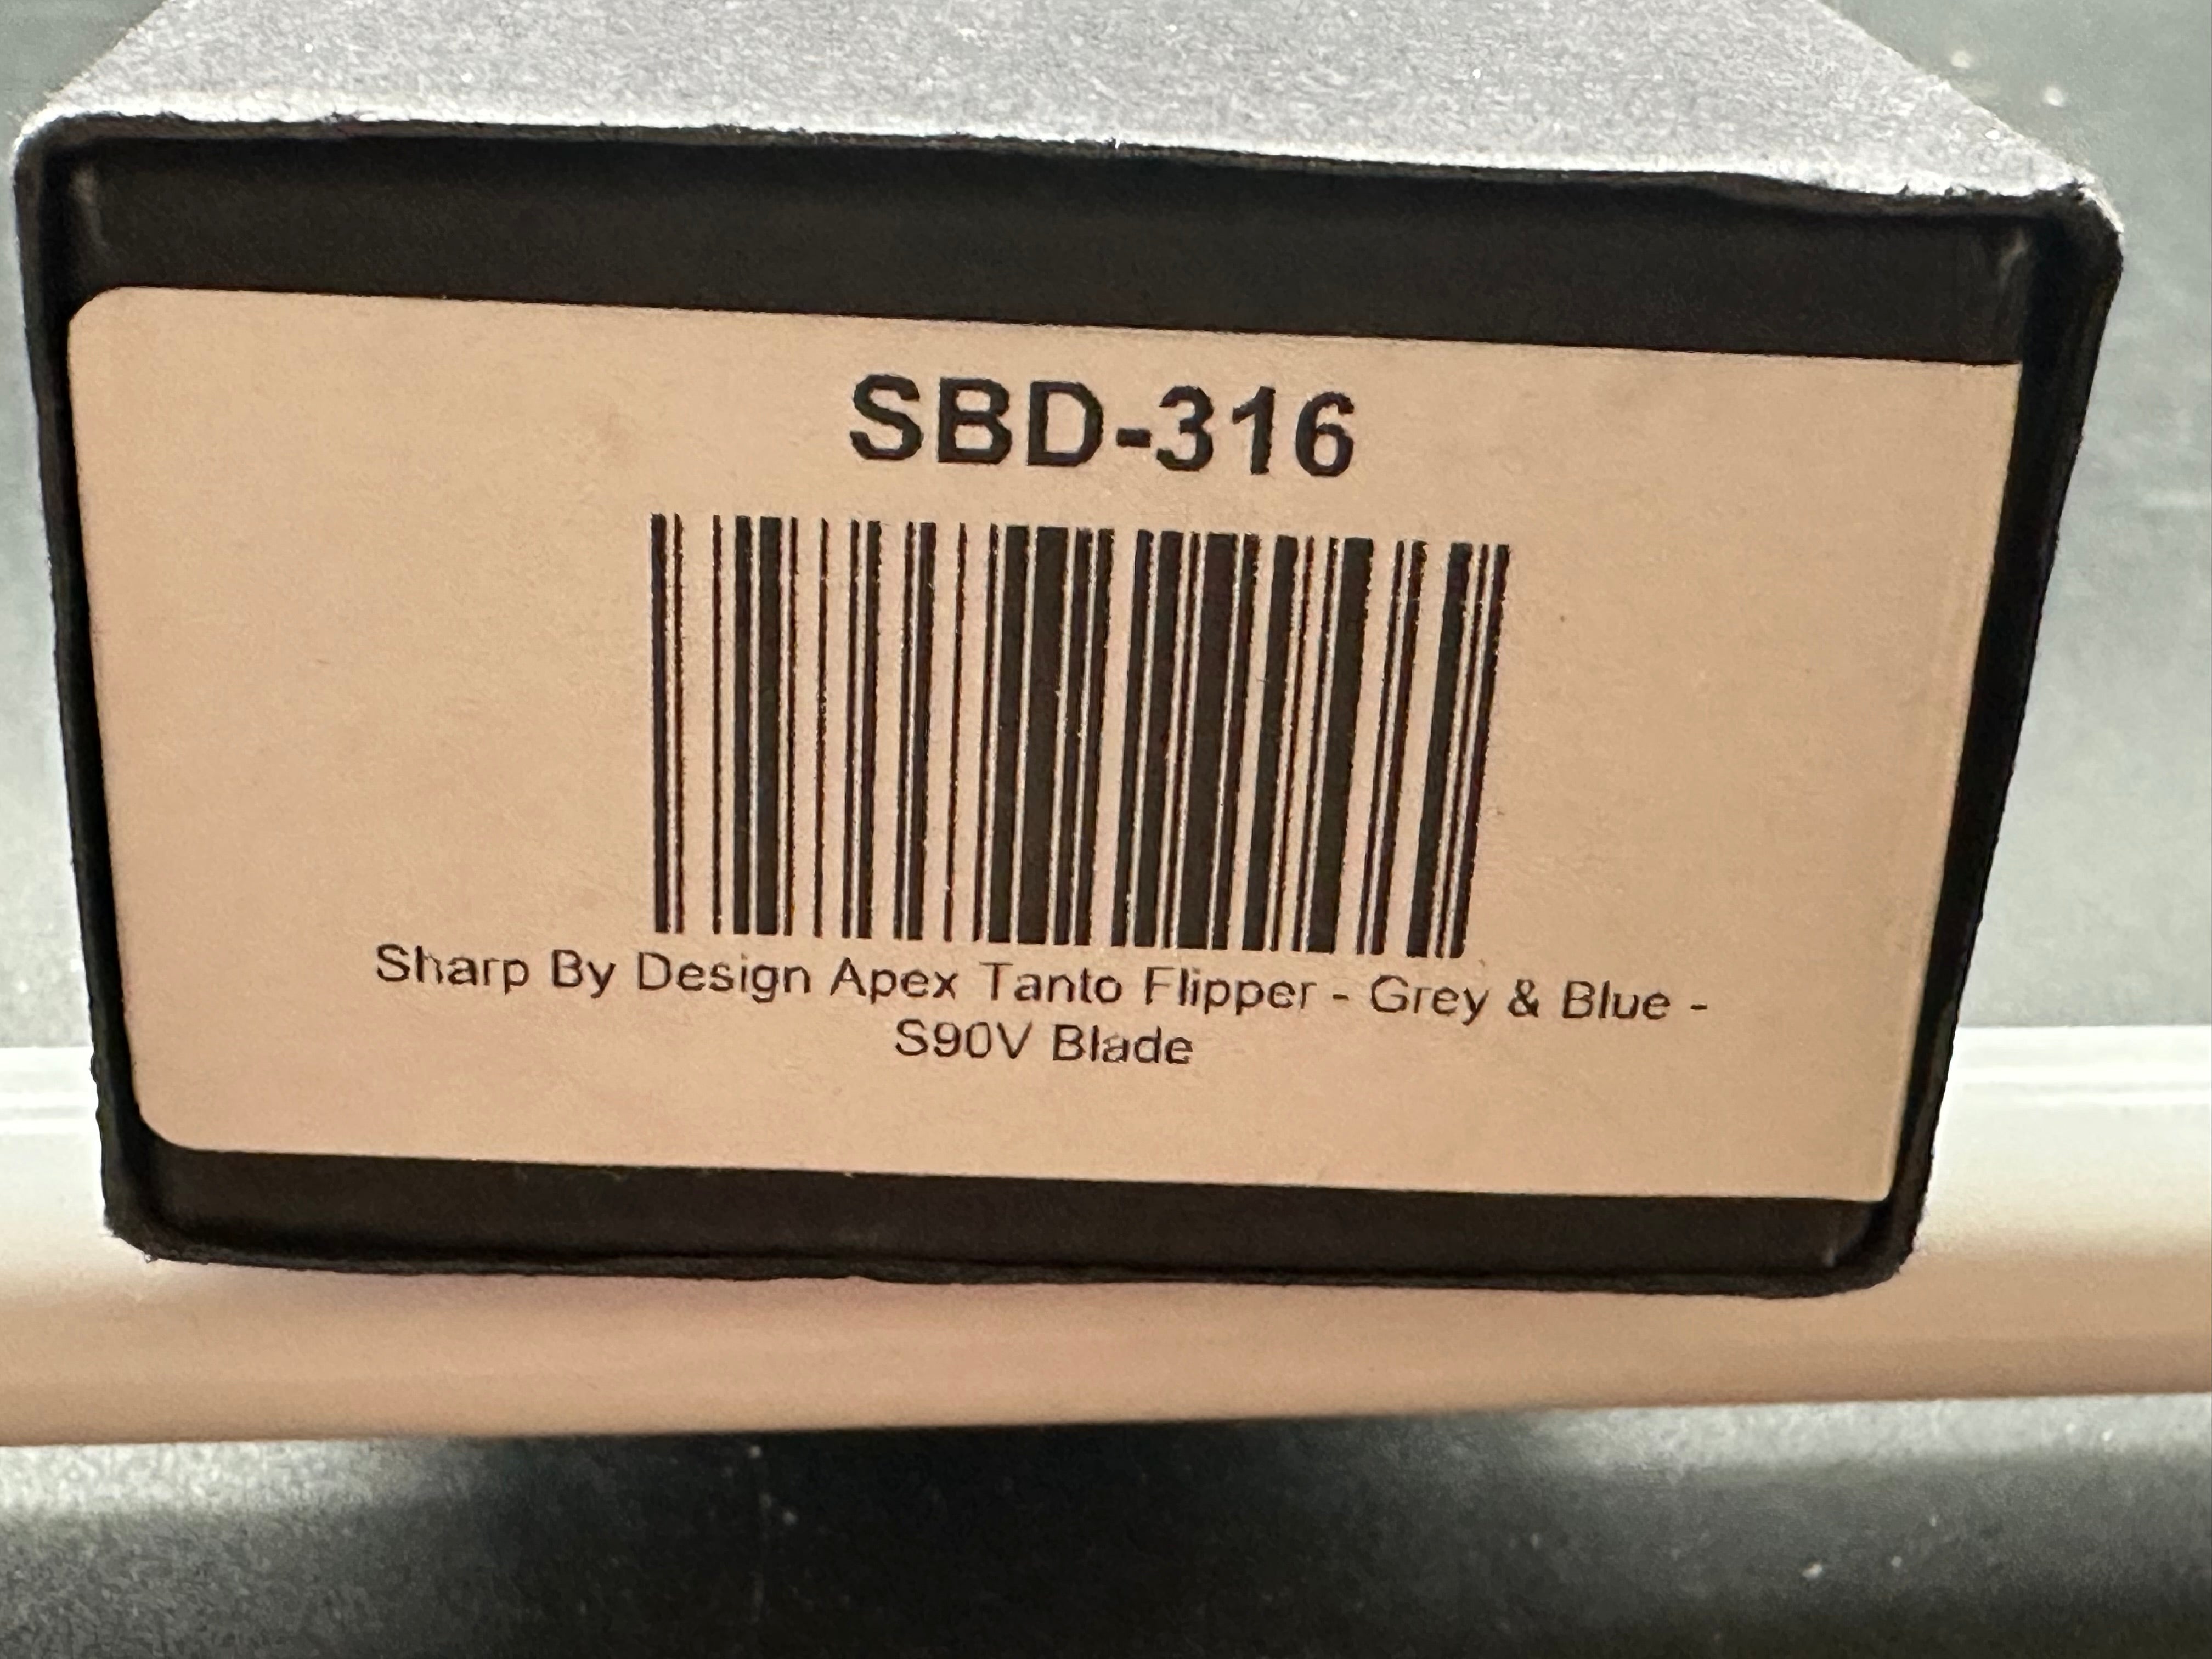 SBD-316
Sharp By Design Apex Tanto Flipper - Grey & Blue -
S90V Blade